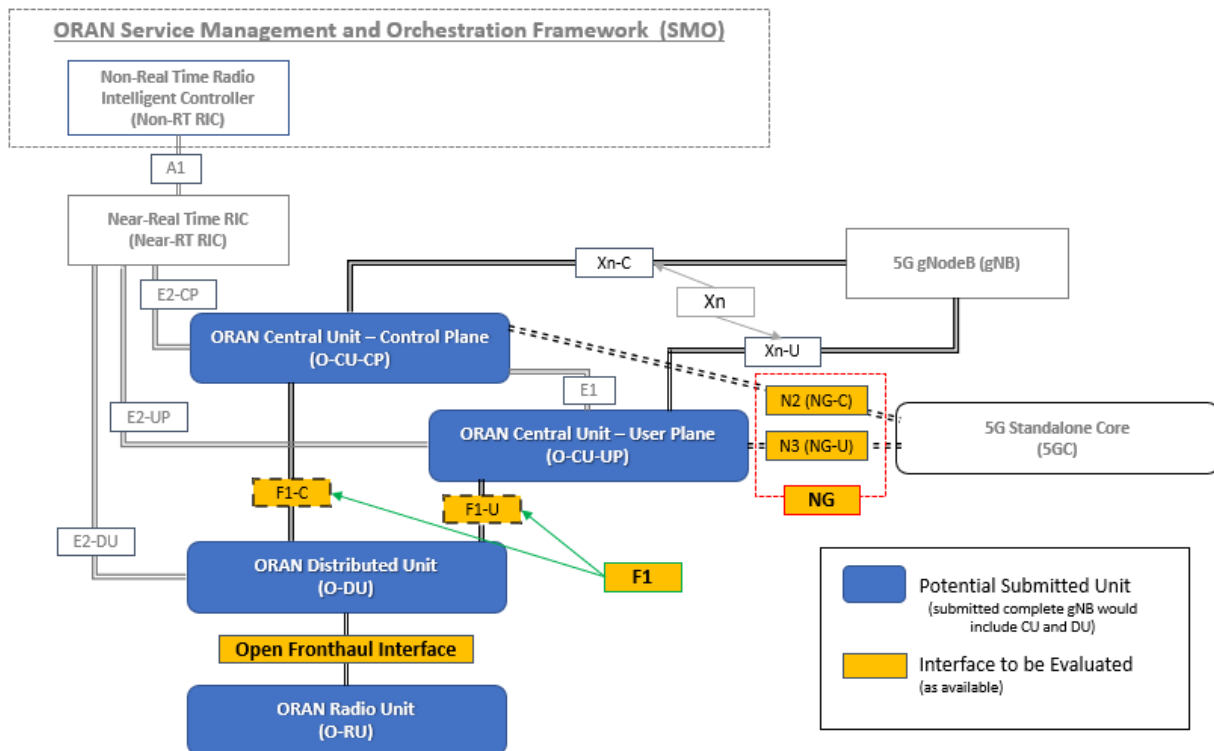 ORAN Service Management and Orchestration Framework (SMO)
Non-Real Time Radio
Intelligent Controller
(Non-RT RIC)
A1
Near-Real Time RIC
(Near-RT RIC)
Xn-C
5G gNodeB (gNB)
E2-CP
Xn
ORAN Central Unit – Control Plane
(O-CU-CP)
Xn-U
E1
N2 (NG-C)
E2-UP
ORAN Central Unit – User Plane
(O-CU-UP)
N3 (NG-U)
5G Standalone Core
(5GC)
F1-C
F1-U
NG
E2-DU
ORAN Distributed Unit
(O-DU)
F1
Potential Submitted Unit
(submitted complete gNB would
include CU and DU)
Open Fronthaul Interface
Interface to be Evaluated
(as available)
ORAN Radio Unit
(O-RU)